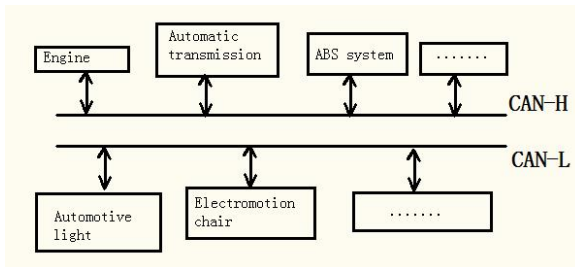 Engine
Automatic
transmission
ABS system
.......
CAN-H
CAN-L
Automotive
light
Electromotion
chair
.......